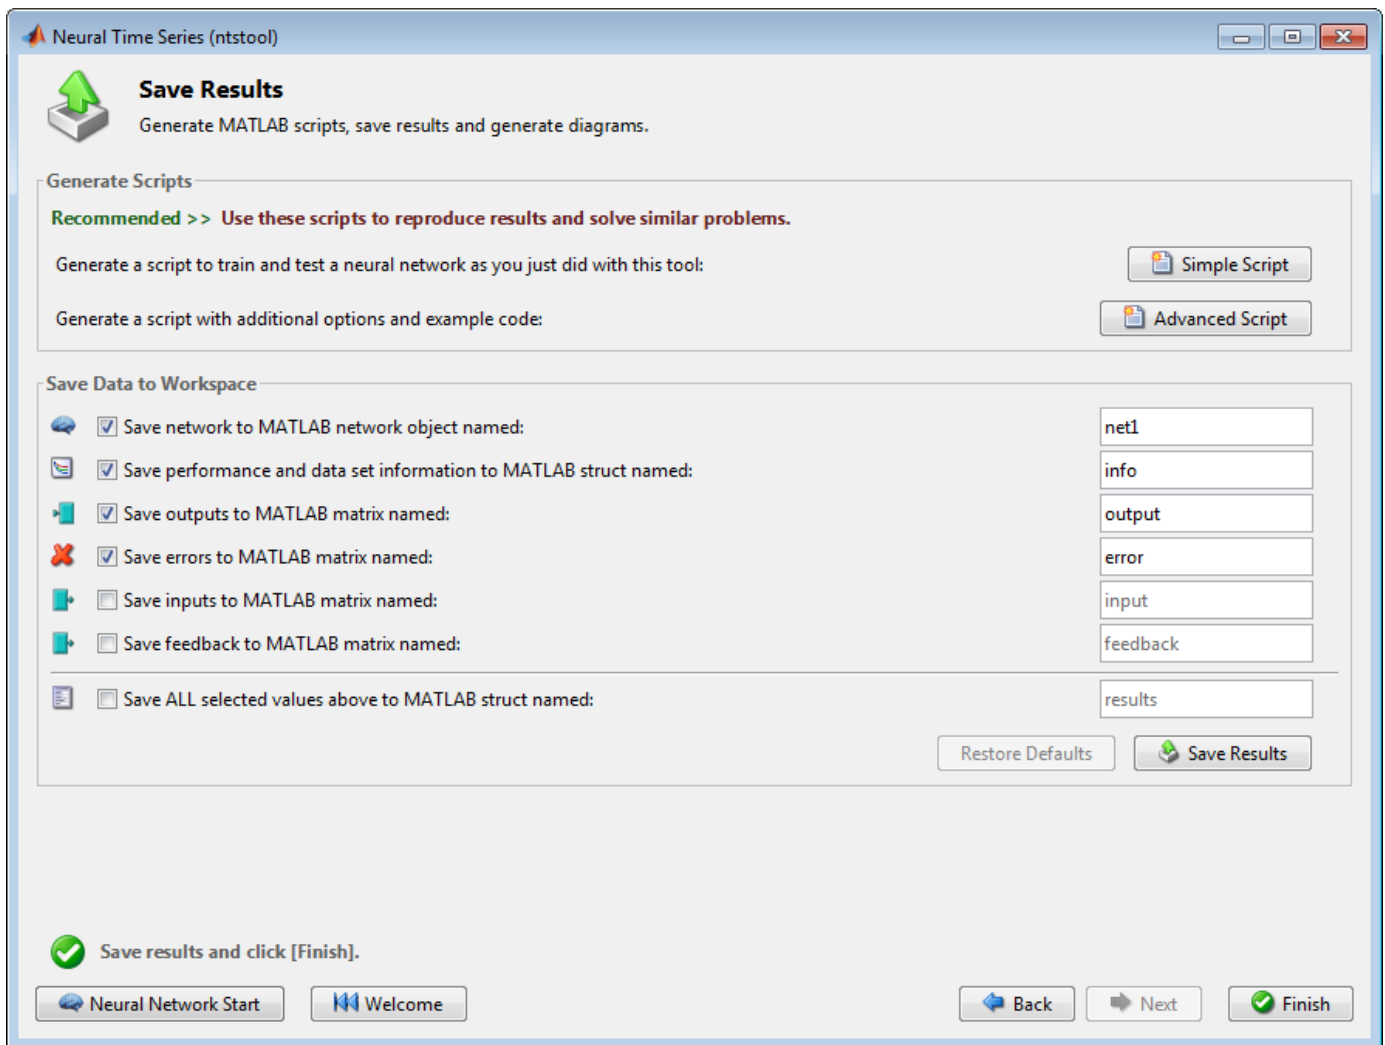 Neural Time Series (ntstool)
Save Results
Generate MATLAB scripts, save results and generate diagrams.
Generate Scripts
Recommended >> Use these scripts to reproduce results and solve similar problems.
Generate a script to train and test a neural network as you just did with this tool: Simple Script
Generate a script with additional options and example code: Advanced Script
Save Data to Workspace
Save network to MATLAB network object named: net1
Save performance and data set information to MATLAB struct named: info
Save outputs to MATLAB matrix named: output
Save errors to MATLAB matrix named: error
Save inputs to MATLAB matrix named: input
Save feedback to MATLAB matrix named: feedback
Save ALL selected values above to MATLAB struct named: results
Restore Defaults Save Results
Save results and click [Finish].
Neural Network Start Welcome Back Next Finish